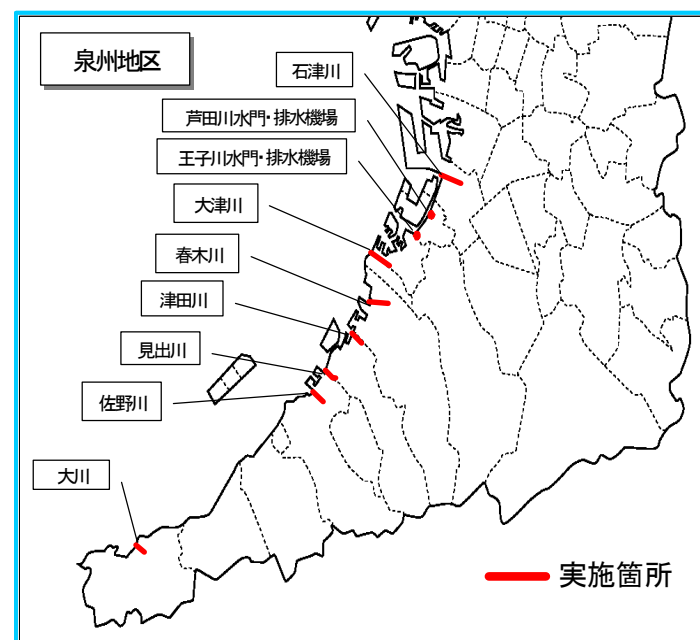 泉州地区
石津川
芦田川水門・排水機場
王子川水門・排水機場
大津川
春木川
津田川
見出川
佐野川
大川
実施箇所